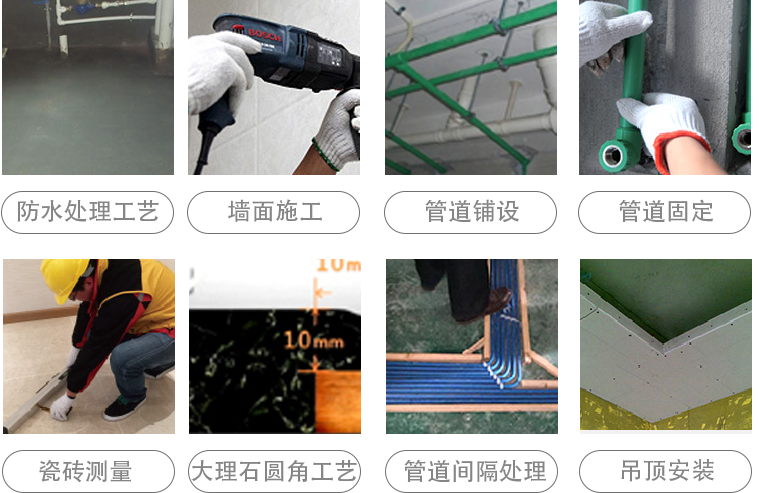 BOSCH
防水处理工艺
墙面施工
管道铺设
管道固定
10m
10mm
瓷砖测量
大理石圆角工艺
管道间隔处理
吊顶安装